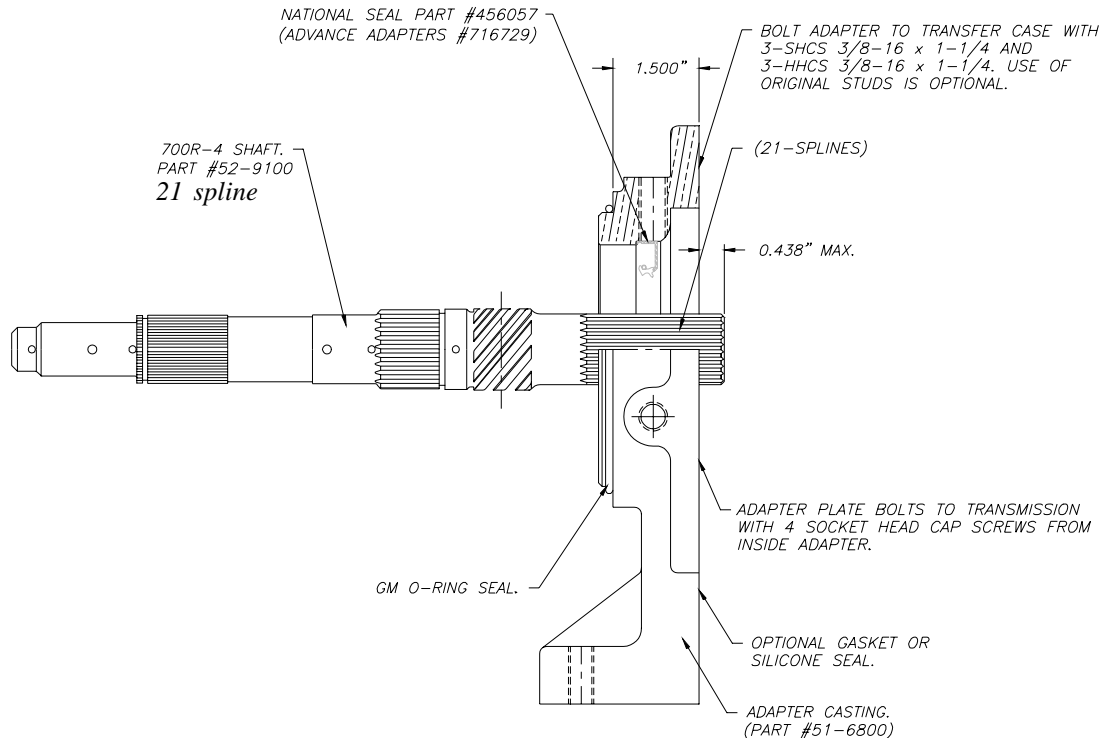 NATIONAL SEAL PART #456057
(ADVANCE ADAPTERS #716729)
BOLT ADAPTER TO TRANSFER CASE WITH
3-SHCS 3/8-16 x 1-1/4 AND
3-HHCS 3/8-16 x 1-1/4. USE OF
ORIGINAL STUDS IS OPTIONAL.
1.500"
700R-4 SHAFT.
PART #52-9100
21 spline
(21-SPLINES)
0.438" MAX.
ADAPTER PLATE BOLTS TO TRANSMISSION
WITH 4 SOCKET HEAD CAP SCREWS FROM
INSIDE ADAPTER.
GM O-RING SEAL.
OPTIONAL GASKET OR
SILICONE SEAL.
ADAPTER CASTING.
(PART #51-6800)